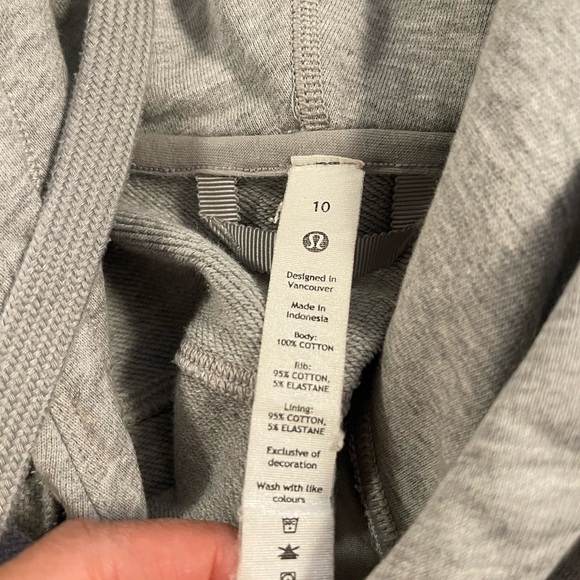 10
Designed in
Vancouver
Made in
Indonesia
Body:
100% COTTON
Rib:
95% COTTON,
5% ELASTANE
Lining:
95% COTTON,
5% ELASTANE
Exclusive of
decoration
Wash with like
colours